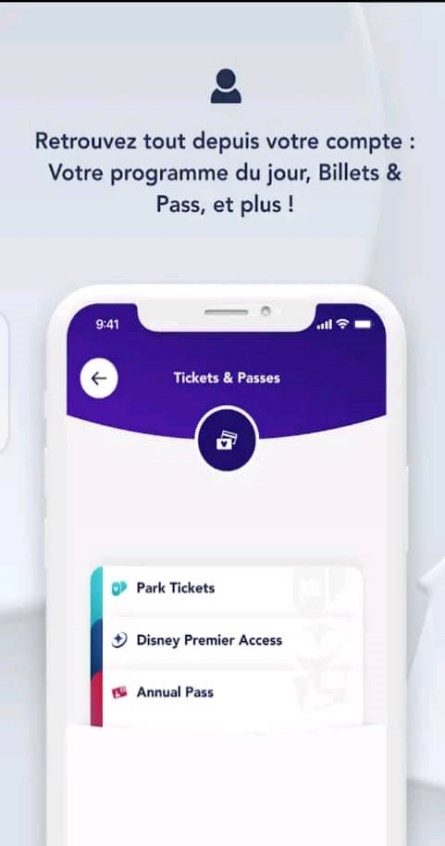 Retrouvez tout depuis votre compte :
Votre programme du jour, Billets &
Pass, et plus !
9:41
Tickets & Passes
Park Tickets
Disney Premier Access
Annual Pass